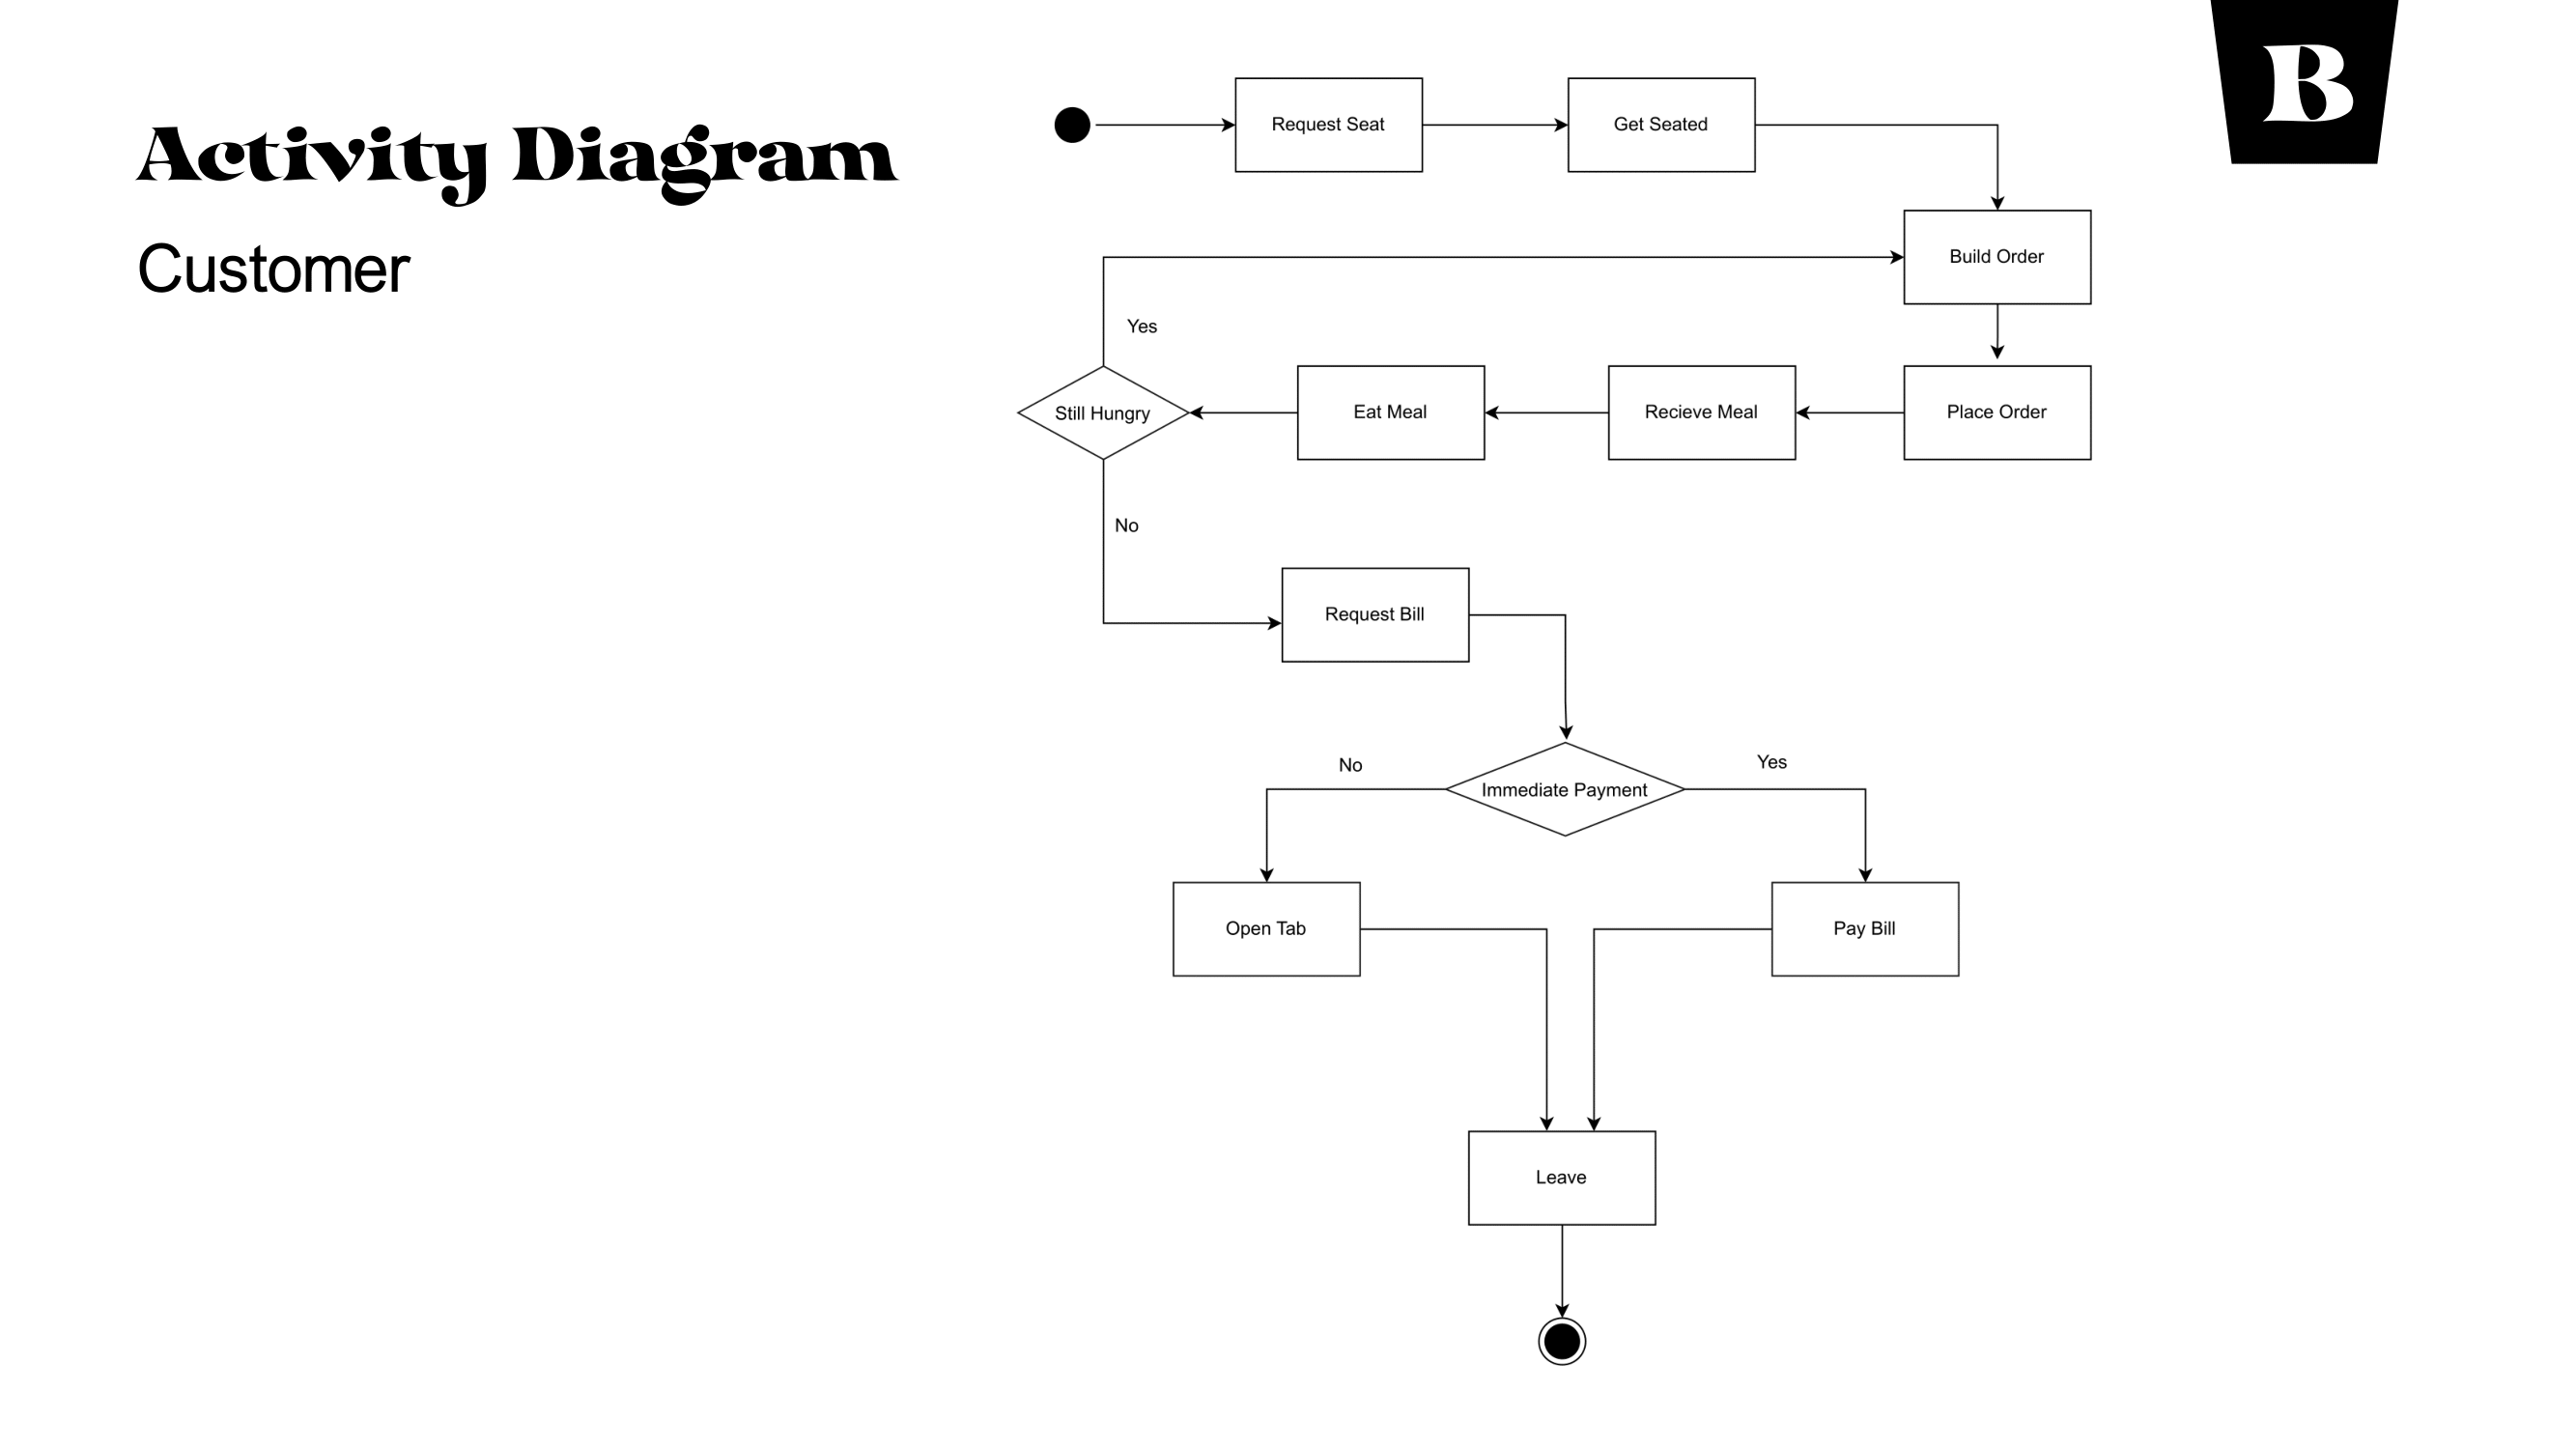 Activity Diagram
Customer
B
Request Seat
Get Seated
Build Order
Yes
Still Hungry
Eat Meal
Recieve Meal
Place Order
No
Request Bill
No
Yes
Immediate Payment
Open Tab
Pay Bill
Leave